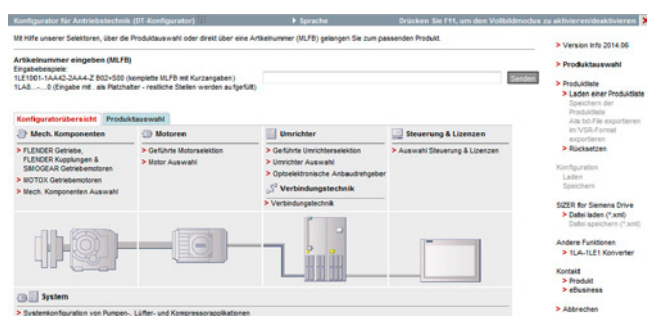 Konfigurator für Antriebstechnik (DT-Konfigurator)
Sprache
Drücken Sie F11, um den Vollbildmodus zu aktivieren/deaktivieren
Mit Hilfe unserer Selektoren, über die Produktauswahl oder direkt über eine Artikelnummer (MLFB) gelangen Sie zum passenden Produkt.
Artikelnummer eingeben (MLFB)
Eingabebeispiele:
1LE1001-1AA42-2AA4-Z B02+S00 (komplette MLFB mit Kurzangaben)
1LA8...-...0 (Eingabe mit . als Platzhalter - restliche Stellen werden aufgefüllt)
Senden
Konfiguratorübersicht
Produktauswahl
Mech. Komponenten
FLENDER Getriebe,
FLENDER Kupplungen &
SIMOGEAR Getriebemotoren
MOTOX Getriebemotoren
Mech. Komponenten Auswahl
Motoren
Geführte Motorselektion
Motor Auswahl
Umrichter
Geführte Umrichterselektion
Umrichter Auswahl
Optoelektronische Anbaudrehgeber
Verbindungstechnik
Verbindungstechnik
Steuerung & Lizenzen
Auswahl Steuerung & Lizenzen
System
Systemkonfiguration von Pumpen-, Lüfter- und Kompressorapplikationen
Version Info 2014.06
Produktauswahl
Produktliste
Laden einer Produktliste
Speichern der
Produktliste
Als txt-File exportieren
Im VSR-Format
exportieren
Rücksetzen
Konfiguration
Laden
Speichern
SIZER for Siemens Drive
Datei laden (*.xml)
Datei speichern (*.xml)
Andere Funktionen
1LA-1LE1 Konverter
Kontakt
Produkt
eBusiness
Abbrechen